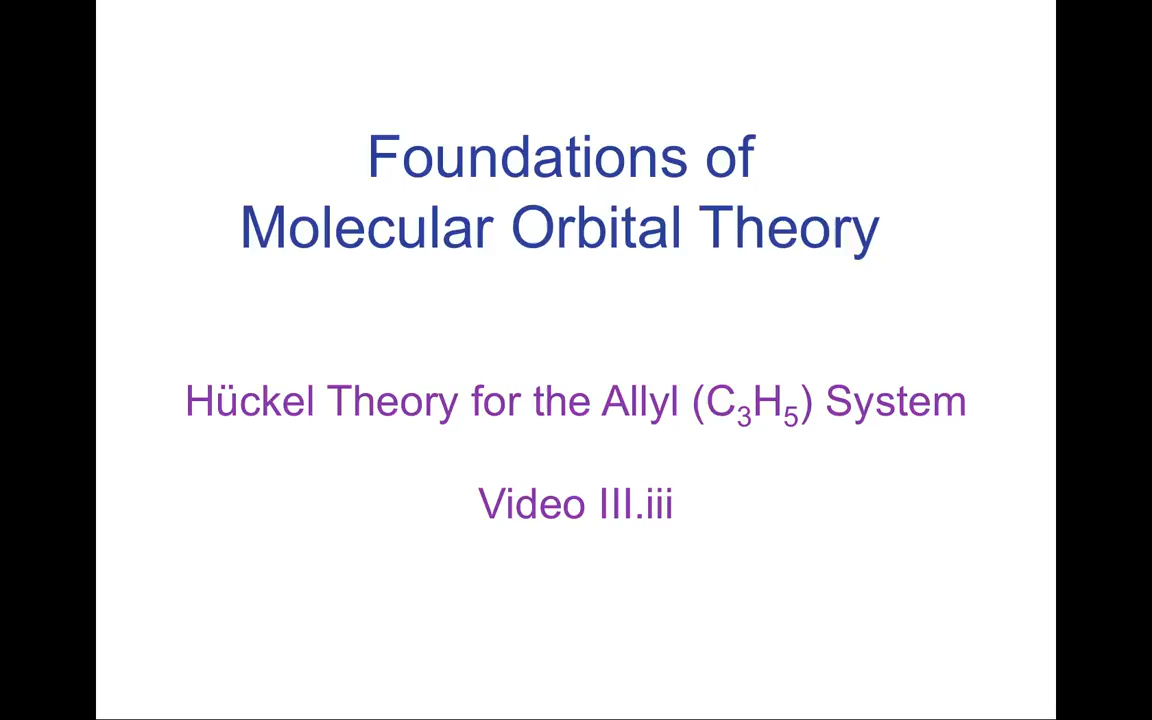 Foundations of
Molecular Orbital Theory
Hückel Theory for the Allyl (C₃H₅) System
Video III.iii